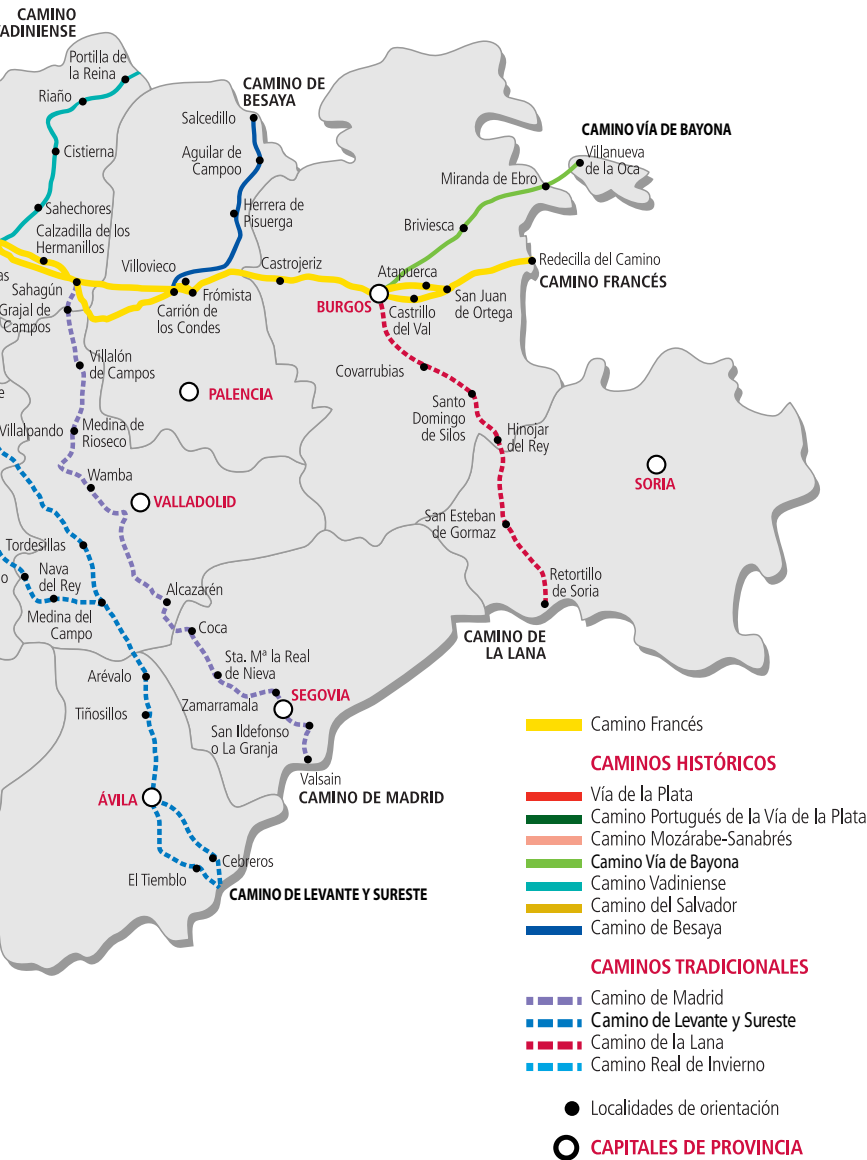 CAMINO
VADINIENSE
Portilla de
la Reina
Riaño
Cistierna
Sahechores
Calzadilla de los
Hermanillos
Sahagún
Grajal de
Campos
CAMINO DE
BESAYA
Salcedillo
Aguilar de
Campoo
Herrera de
Pisuerga
Villovieco
Frómista
Carrión de
los Condes
Castrojeriz
CAMINO VÍA DE BAYONA
Villanueva
de la Oca
Miranda de Ebro
Briviesca
Redecilla del Camino
CAMINO FRANCÉS
Atapuerca
BURGOS
San Juan
de Ortega
Castrillo
del Val
Covarrubias
Santo
Domingo
de Silos
Hinojar
del Rey
SORIA
San Esteban
de Gormaz
Retortillo
de Soria
CAMINO DE
LA LANA
Villalón
de Campos
PALENCIA
Villalpando
Medina de
Rioseco
Wamba
VALLADOLID
Tordesillas
Nava
del Rey
Medina del
Campo
Alcazarén
Coca
Sta. Mª la Real
de Nieva
Arévalo
Tiñosillos
Zamarramala
SEGOVIA
San Ildefonso
o La Granja
Valsain
CAMINO DE MADRID
ÁVILA
Cebreros
El Tiemblo
CAMINO DE LEVANTE Y SURESTE
Camino Francés
CAMINOS HISTÓRICOS
Vía de la Plata
Camino Portugués de la Vía de la Plata
Camino Mozárabe-Sanabrés
Camino Vía de Bayona
Camino Vadiniense
Camino del Salvador
Camino de Besaya
CAMINOS TRADICIONALES
Camino de Madrid
Camino de Levante y Sureste
Camino de la Lana
Camino Real de Invierno
Localidades de orientación
CAPITALES DE PROVINCIA